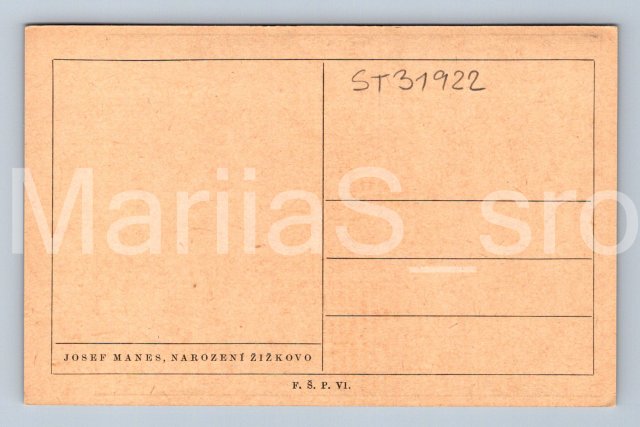 ST31922
MariiaS_sro
JOSEF MANES, NAROZENÍ ŽIŽKOVO
F. Š. P. VI.